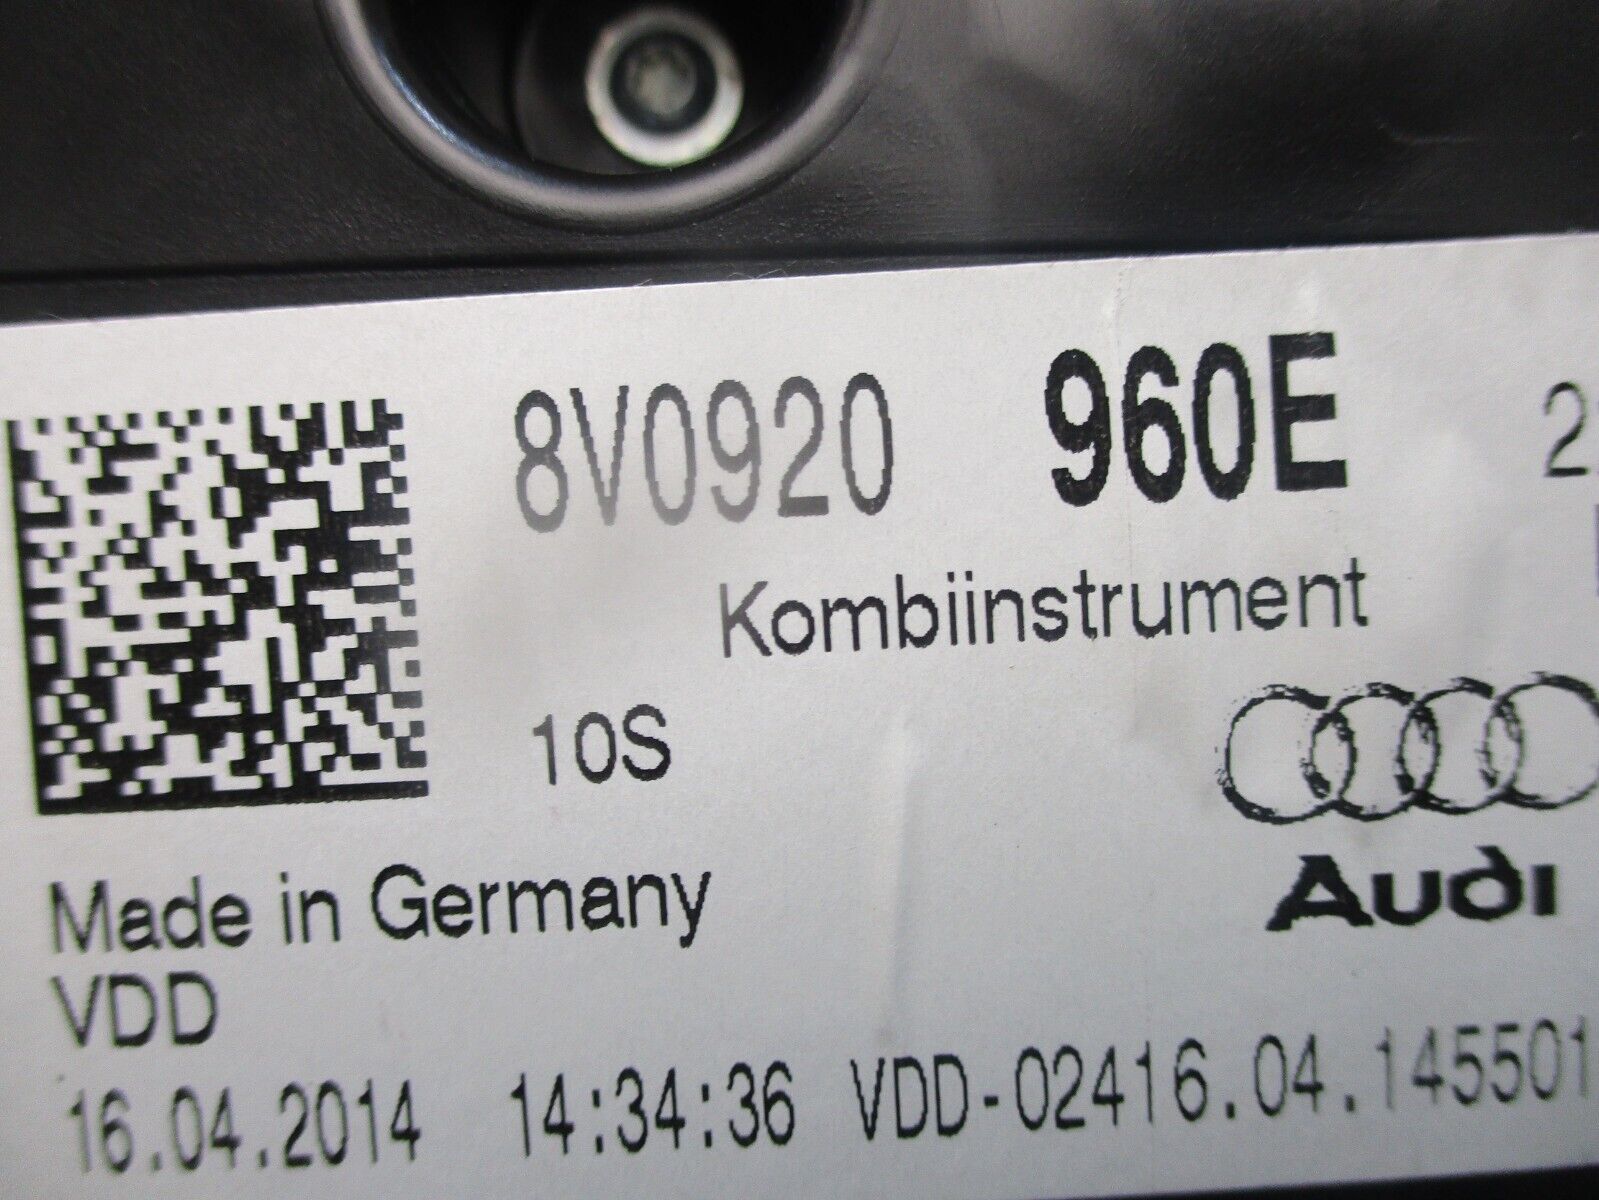 8V0920 960E 2
Kombiinstrument
10S
Audi
Made in Germany
VDD
16.04.2014 14:34:36 VDD-02416.04.145501